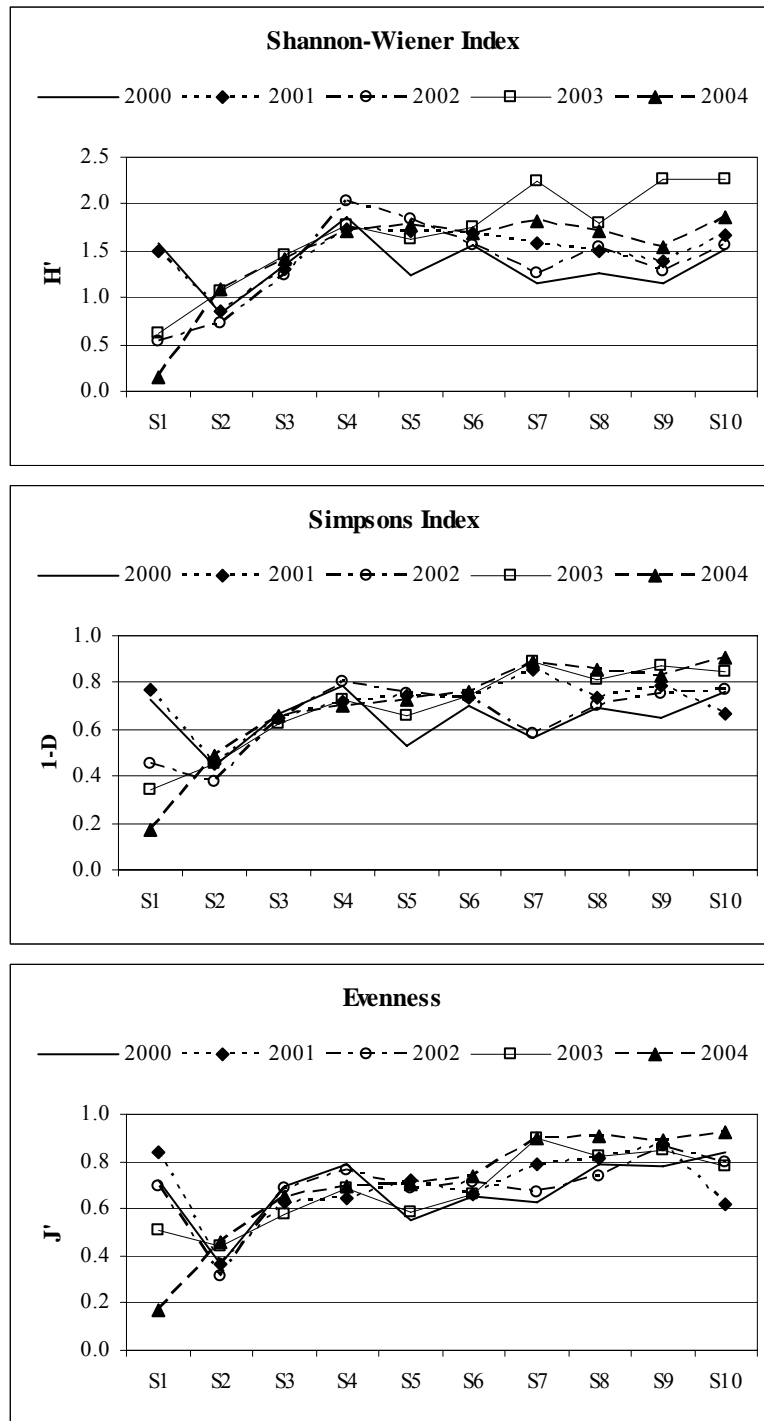 Shannon-Wiener Index
2000 2001 2002 2003 2004
H'
2.5
2.0
1.5
1.0
0.5
0.0
S1 S2 S3 S4 S5 S6 S7 S8 S9 S10
Simpsons Index
2000 2001 2002 2003 2004
1-D
1.0
0.8
0.6
0.4
0.2
0.0
S1 S2 S3 S4 S5 S6 S7 S8 S9 S10
Evenness
2000 2001 2002 2003 2004
J'
1.0
0.8
0.6
0.4
0.2
0.0
S1 S2 S3 S4 S5 S6 S7 S8 S9 S10